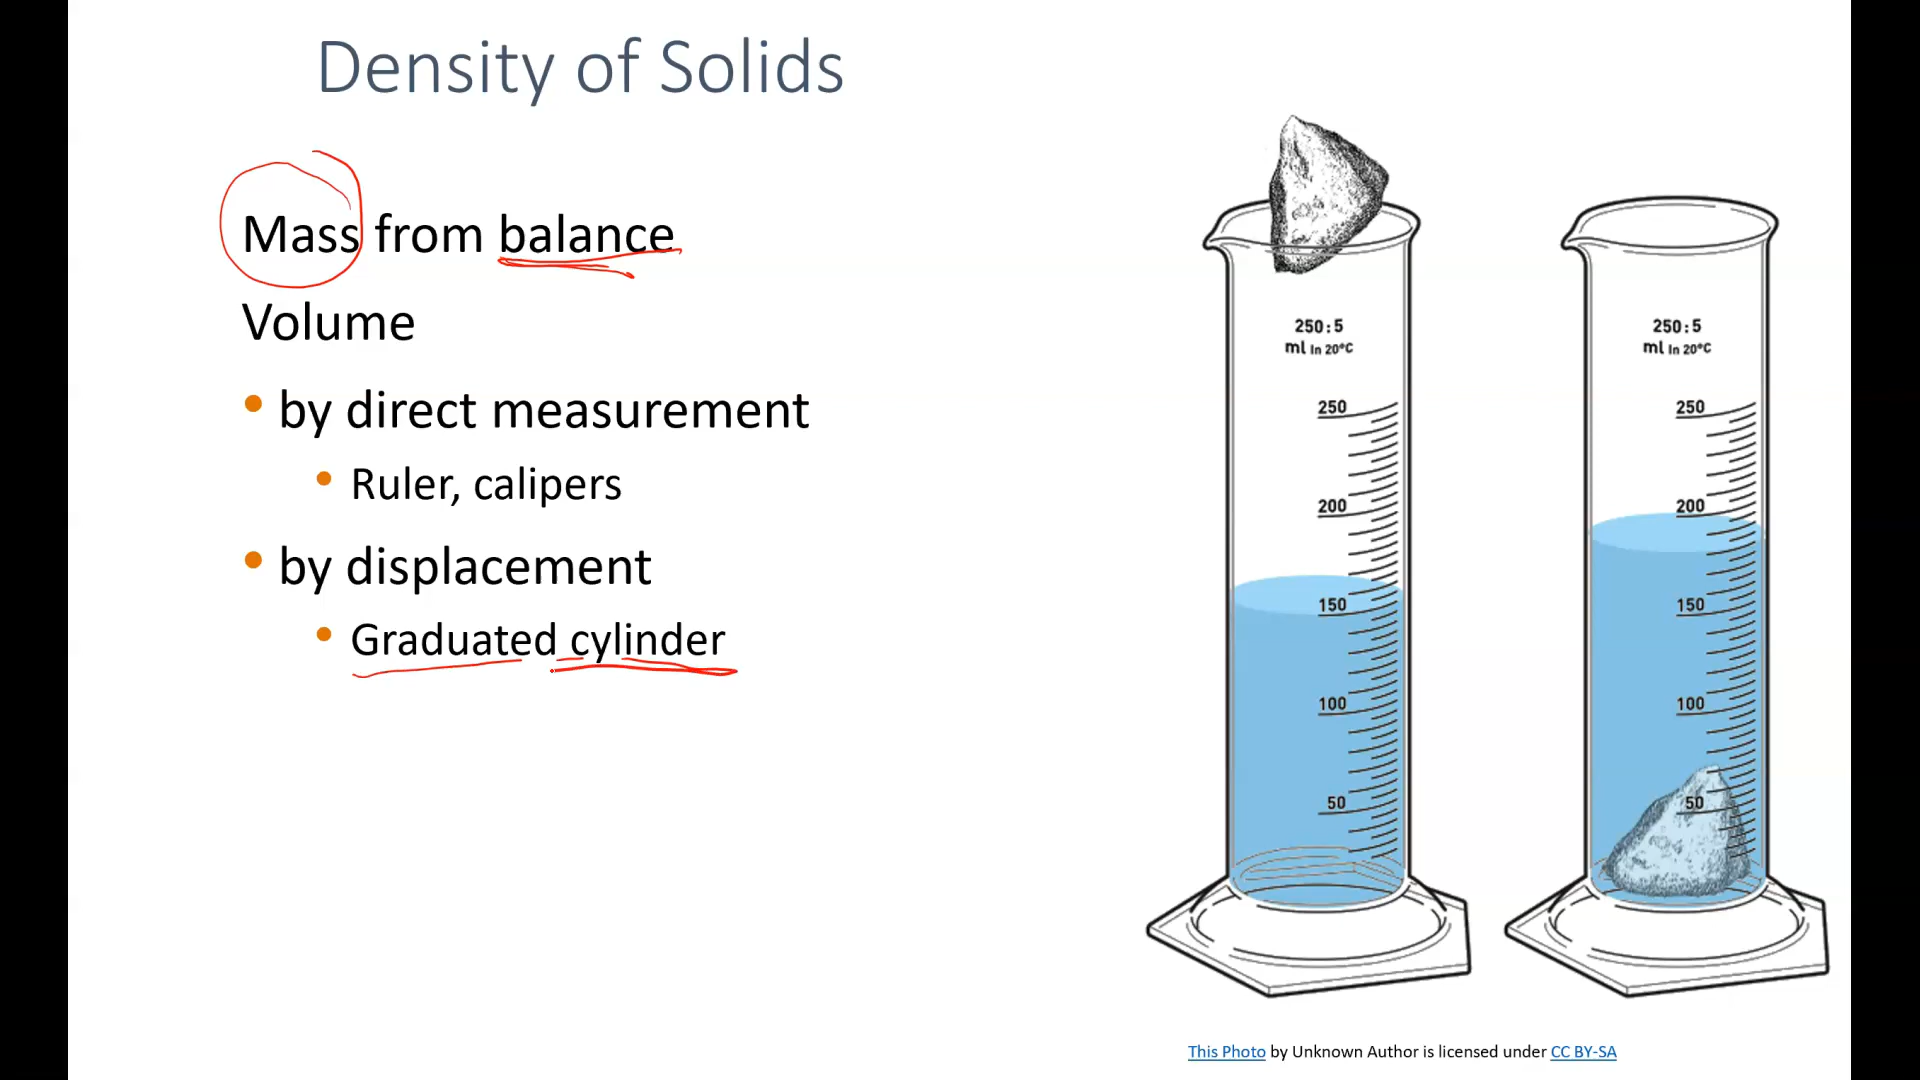 Density of Solids
Mass from balance
Volume
• by direct measurement
• Ruler, calipers
• by displacement
• Graduated cylinder
250:5
ml In 20°C
250
200
150
100
50
250:5
ml In 20°C
250
200
150
100
50
This Photo by Unknown Author is licensed under CC BY-SA